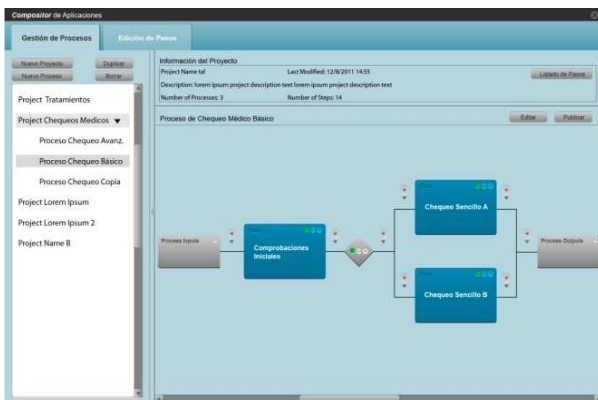 Compositor de Aplicaciones
Gestión de Procesos
Edición de Pasos
Nuevo Proyecto
Duplicar
Nuevo Proceso
Borrar
Project Tratamientos
Project Chequeos Medicos
Proceso Chequeo Avanz.
Proceso Chequeo Básico
Proceso Chequeo Copia
Project Lorem Ipsum
Project Lorem Ipsum 2
Project Name B
Información del Proyecto
Project Name tal
Last Modified: 12/8/2011 14:53
Listado de Pasos
Description: lorem ipsum project description text lorem ipsum project description text
Number of Processes: 3
Number of Steps: 14
Proceso de Chequeo Médico Básico
Editar
Publicar
Chequeo Sencillo A
Process Inputs
Comprobaciones
Iniciales
Process Outputs
Chequeo Sencillo B